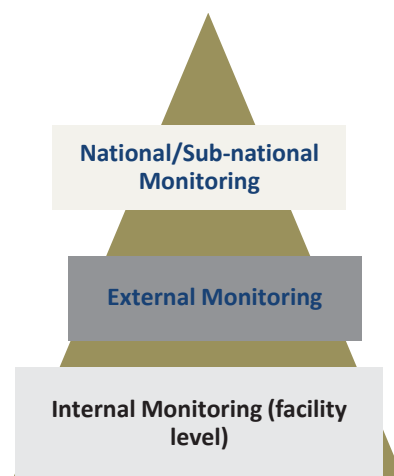 National/Sub-national
Monitoring
External Monitoring
Internal Monitoring (facility
level)